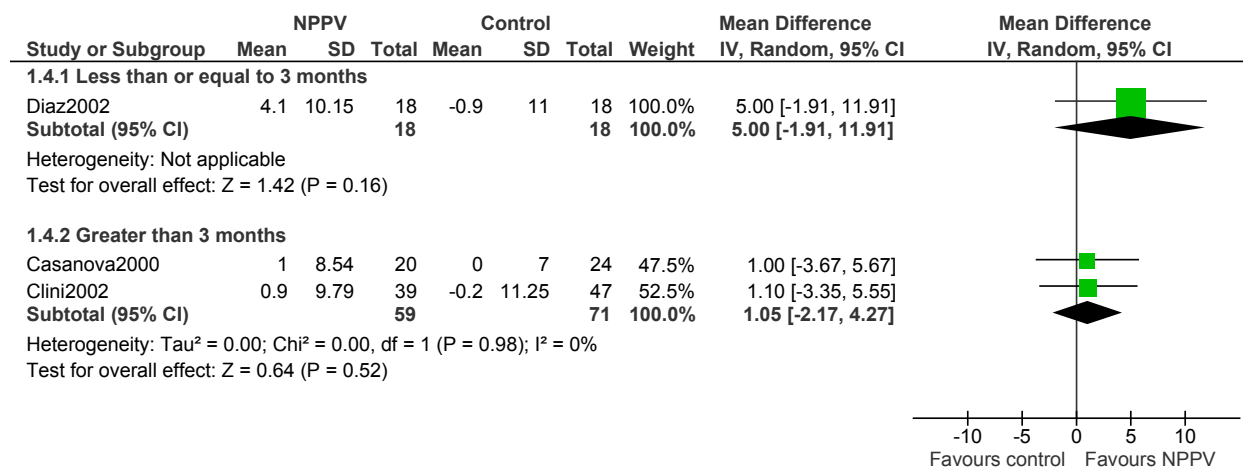 NPPV Control Mean Difference Mean Difference
Study or Subgroup Mean SD Total Mean SD Total Weight IV, Random, 95% CI IV, Random, 95% CI
1.4.1 Less than or equal to 3 months
Diaz2002 4.1 10.15 18 -0.9 11 18 100.0% 5.00 [-1.91, 11.91]
Subtotal (95% CI) 18 18 100.0% 5.00 [-1.91, 11.91]
Heterogeneity: Not applicable
Test for overall effect: Z = 1.42 (P = 0.16)
1.4.2 Greater than 3 months
Casanova2000 1 8.54 20 0 7 24 47.5% 1.00 [-3.67, 5.67]
Clini2002 0.9 9.79 39 -0.2 11.25 47 52.5% 1.10 [-3.35, 5.55]
Subtotal (95% CI) 59 71 100.0% 1.05 [-2.17, 4.27]
Heterogeneity: Tau² = 0.00; Chi² = 0.00, df = 1 (P = 0.98); I² = 0%
Test for overall effect: Z = 0.64 (P = 0.52)
-10 -5 0 5 10
Favours control Favours NPPV